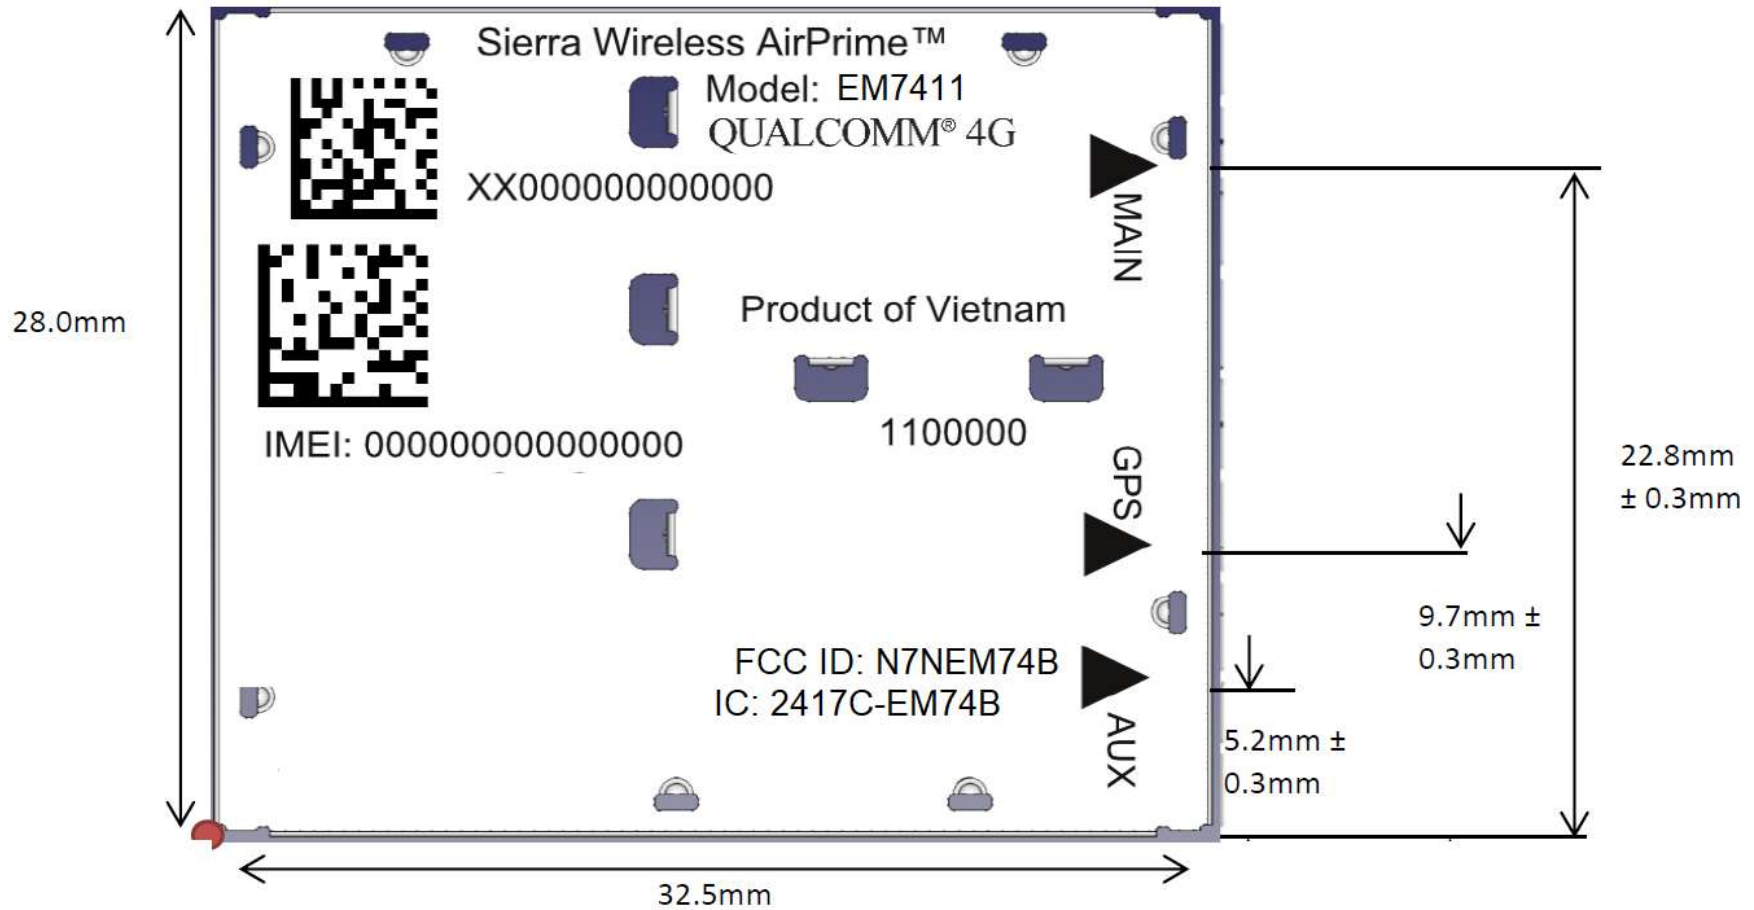 Sierra Wireless AirPrime™
Model: EM7411
QUALCOMM® 4G
XX000000000000
MAIN
Product of Vietnam
28.0mm
1100000
IMEI: 000000000000000
GPS
22.8mm
± 0.3mm
9.7mm ±
0.3mm
FCC ID: N7NEM74B
IC: 2417C-EM74B
AUX
5.2mm ±
0.3mm
32.5mm